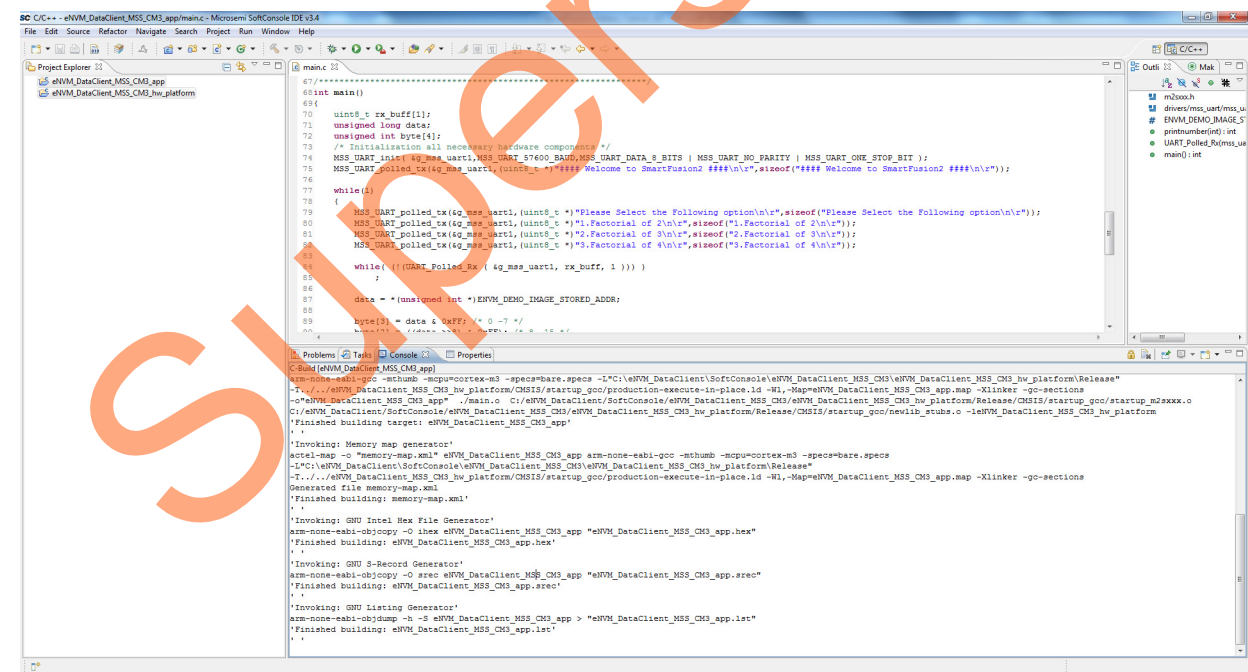 SC C/C++ - eNVM_DataClient_MSS_CM3_app/main.c - Microsemi SoftConsole IDE v3.4
File Edit Source Refactor Navigate Search Project Run Window Help
C/C++
Project Explorer
eNVM_DataClient_MSS_CM3_app
eNVM_DataClient_MSS_CM3_hw_platform
main.c
67/***************************************************************************/
68 int main()
69 {
70 uint8_t rx_buff[1];
71 unsigned long data;
72 unsigned int byte[4];
73 /* Initialization all necessary hardware components */
74 MSS_UART_init( &g_mss_uart1,MSS_UART_57600_BAUD,MSS_UART_DATA_8_BITS | MSS_UART_NO_PARITY | MSS_UART_ONE_STOP_BIT );
75 MSS_UART_polled_tx(&g_mss_uart1,(uint8_t *)"#### Welcome to SmartFusion2 ####\n\r",sizeof("#### Welcome to SmartFusion2 ####\n\r"));
76
77 while(1)
78 {
79 MSS_UART_polled_tx(&g_mss_uart1,(uint8_t *)"Please Select the Following option\n\r",sizeof("Please Select the Following option\n\r"));
80 MSS_UART_polled_tx(&g_mss_uart1,(uint8_t *)"1.Factorial of 2\n\r",sizeof("1.Factorial of 2\n\r"));
81 MSS_UART_polled_tx(&g_mss_uart1,(uint8_t *)"2.Factorial of 3\n\r",sizeof("2.Factorial of 3\n\r"));
82 MSS_UART_polled_tx(&g_mss_uart1,(uint8_t *)"3.Factorial of 4\n\r",sizeof("3.Factorial of 4\n\r"));
83
84 while( (!(UART_Polled_Rx ( &g_mss_uart1, rx_buff, 1 ))) )
85 ;
86
87 data = *(unsigned int *)ENVM_DEMO_IMAGE_STORED_ADDR;
88
89 byte[3] = data & 0xFF; /* 0 -7 */
Outli Mak
m2sxxx.h
drivers/mss_uart/mss_ua
# ENVM_DEMO_IMAGE_S
printnumber(int) : int
UART_Polled_Rx(mss_ua
main() : int
Problems Tasks Console Properties
C-Build [eNVM_DataClient_MSS_CM3_app]
arm-none-eabi-gcc -mthumb -mcpu=cortex-m3 -specs=bare.specs -L"C:\eNVM_DataClient\SoftConsole\eNVM_DataClient_MSS_CM3\eNVM_DataClient_MSS_CM3_hw_platform\Release"
-T../../eNVM_DataClient_MSS_CM3_hw_platform/CMSIS/startup_gcc/production-execute-in-place.ld -Wl,-Map=eNVM_DataClient_MSS_CM3_app.map -Xlinker -gc-sections
-o"eNVM_DataClient_MSS_CM3_app" ./main.o C:/eNVM_DataClient/SoftConsole/eNVM_DataClient_MSS_CM3/eNVM_DataClient_MSS_CM3_hw_platform/Release/CMSIS/startup_gcc/startup_m2sxxx.o
C:/eNVM_DataClient/SoftConsole/eNVM_DataClient_MSS_CM3/eNVM_DataClient_MSS_CM3_hw_platform/Release/CMSIS/startup_gcc/newlib_stubs.o -leNVM_DataClient_MSS_CM3_hw_platform
'Finished building target: eNVM_DataClient_MSS_CM3_app'
' '
'Invoking: Memory map generator'
actel-map -o "memory-map.xml" eNVM_DataClient_MSS_CM3_app arm-none-eabi-gcc -mthumb -mcpu=cortex-m3 -specs=bare.specs
-L"C:\eNVM_DataClient\SoftConsole\eNVM_DataClient_MSS_CM3\eNVM_DataClient_MSS_CM3_hw_platform\Release"
-T../../eNVM_DataClient_MSS_CM3_hw_platform/CMSIS/startup_gcc/production-execute-in-place.ld -Wl,-Map=eNVM_DataClient_MSS_CM3_app.map -Xlinker -gc-sections
Generated file memory-map.xml
'Finished building: memory-map.xml'
' '
'Invoking: GNU Intel Hex File Generator'
arm-none-eabi-objcopy -O ihex eNVM_DataClient_MSS_CM3_app "eNVM_DataClient_MSS_CM3_app.hex"
'Finished building: eNVM_DataClient_MSS_CM3_app.hex'
' '
'Invoking: GNU S-Record Generator'
arm-none-eabi-objcopy -O srec eNVM_DataClient_MSS_CM3_app "eNVM_DataClient_MSS_CM3_app.srec"
'Finished building: eNVM_DataClient_MSS_CM3_app.srec'
' '
'Invoking: GNU Listing Generator'
arm-none-eabi-objdump -h -S eNVM_DataClient_MSS_CM3_app > "eNVM_DataClient_MSS_CM3_app.lst"
'Finished building: eNVM_DataClient_MSS_CM3_app.lst'
' '
Supers